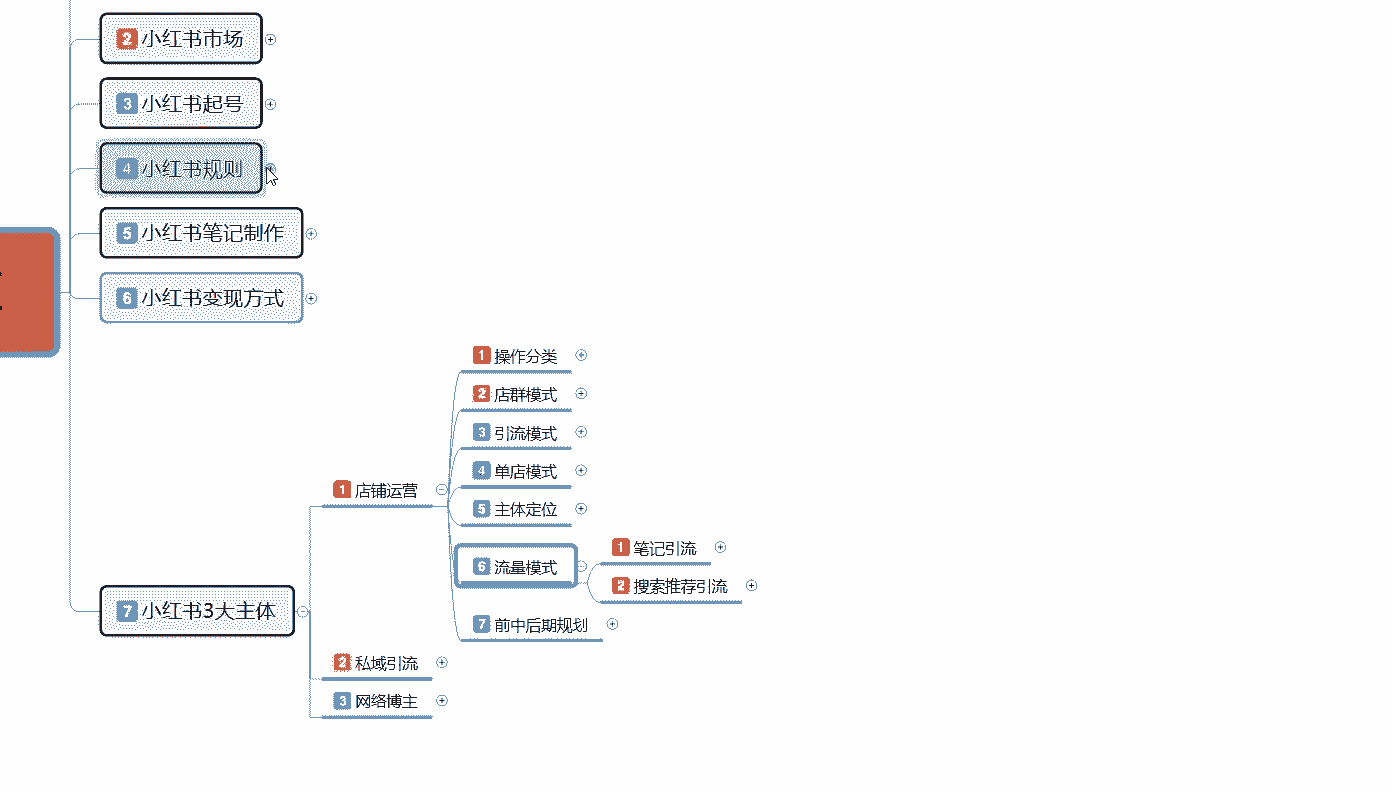 2 小红书市场
3 小红书起号
4 小红书规则
5 小红书笔记制作
6 小红书变现方式
7 小红书3大主体
1 店铺运营
1 操作分类
2 店群模式
3 引流模式
4 单店模式
5 主体定位
6 流量模式
1 笔记引流
2 搜索推荐引流
7 前中后期规划
2 私域引流
3 网络博主